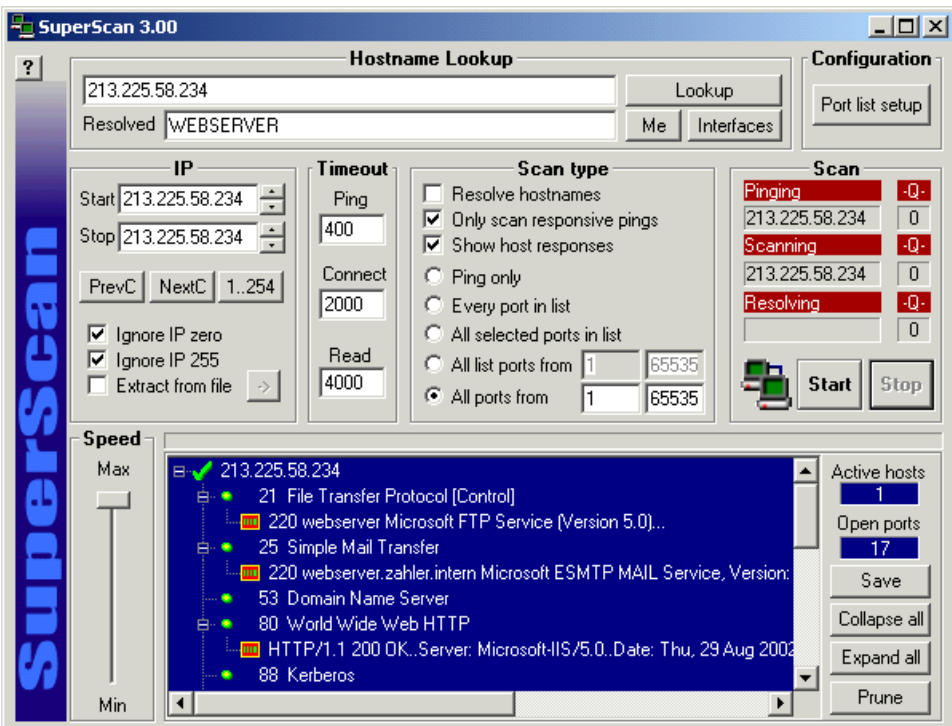 SuperScan 3.00
?
Hostname Lookup
213.225.58.234
Lookup
Resolved WEBSERVER
Me Interfaces
Configuration
Port list setup
SuperScan
IP
Start 213.225.58.234
Stop 213.225.58.234
PrevC NextC 1..254
Ignore IP zero
Ignore IP 255
Extract from file ->
Timeout
Ping
400
Connect
2000
Read
4000
Scan type
Resolve hostnames
Only scan responsive pings
Show host responses
Ping only
Every port in list
All selected ports in list
All list ports from 1 65535
All ports from 1 65535
Scan
Pinging -Q-
213.225.58.234 0
Scanning -Q-
213.225.58.234 0
Resolving -Q-
0
Start Stop
Speed
Max
Min
213.225.58.234
21 File Transfer Protocol [Control]
220 webserver Microsoft FTP Service (Version 5.0)...
25 Simple Mail Transfer
220 webserver.zahler.intern Microsoft ESMTP MAIL Service, Version:
53 Domain Name Server
80 World Wide Web HTTP
HTTP/1.1 200 OK..Server: Microsoft-IIS/5.0..Date: Thu, 29 Aug 2002
88 Kerberos
Active hosts
1
Open ports
17
Save
Collapse all
Expand all
Prune